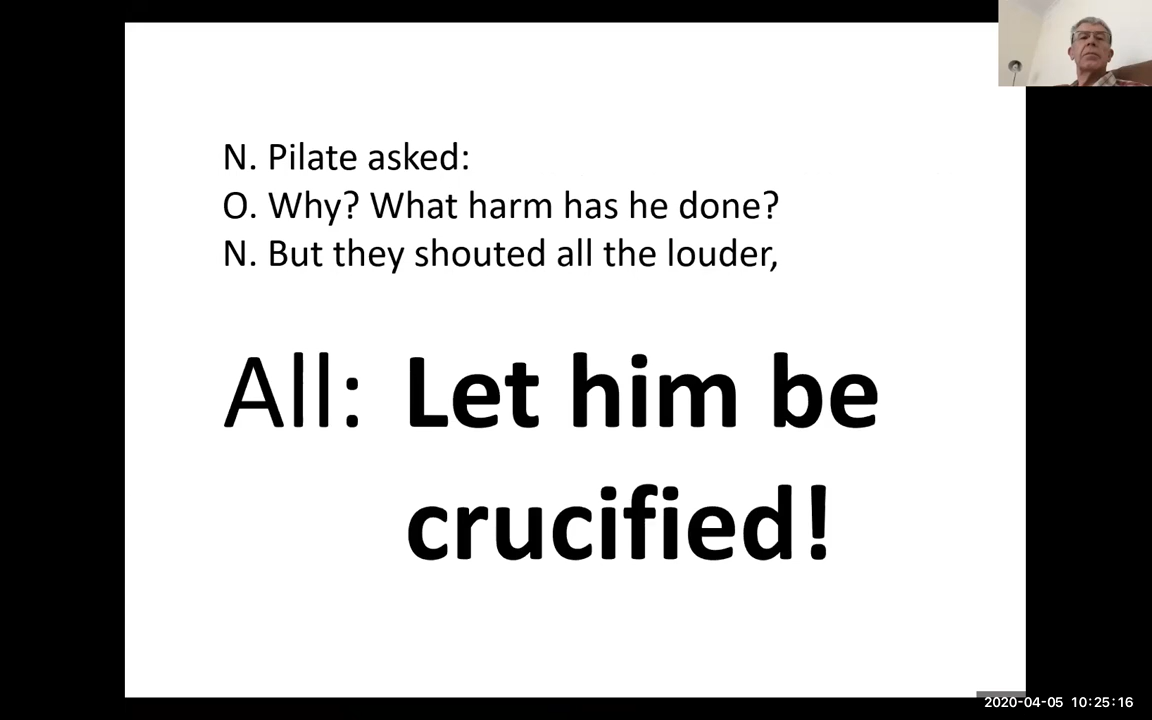 N. Pilate asked:
O. Why? What harm has he done?
N. But they shouted all the louder,
All: Let him be
crucified!
2020-04-05 10:25:16